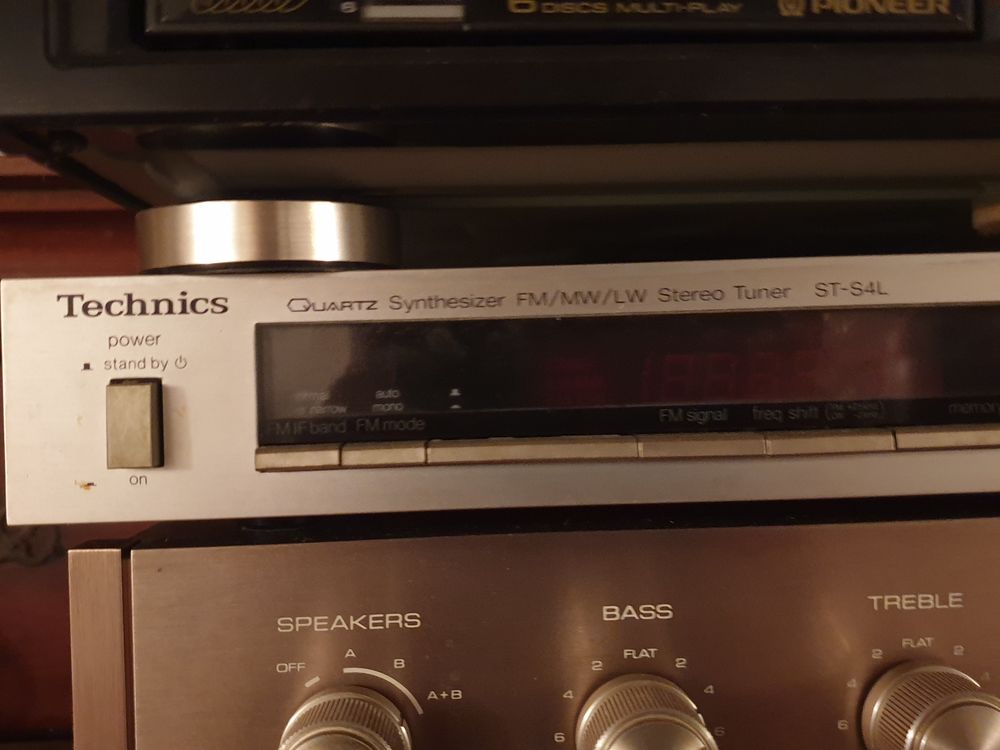 6 DISCS MULTI-PLAY PIONEER
Technics
QUARTZ Synthesizer FM/MW/LW Stereo Tuner ST-S4L
power
stand by
on
auto
mono
narrow
FM IF band FM mode FM signal freq shift
SPEAKERS
OFF A B A+B
BASS
6 4 2 FLAT 2 4 6
TREBLE
6 4 2 FLAT 2 4